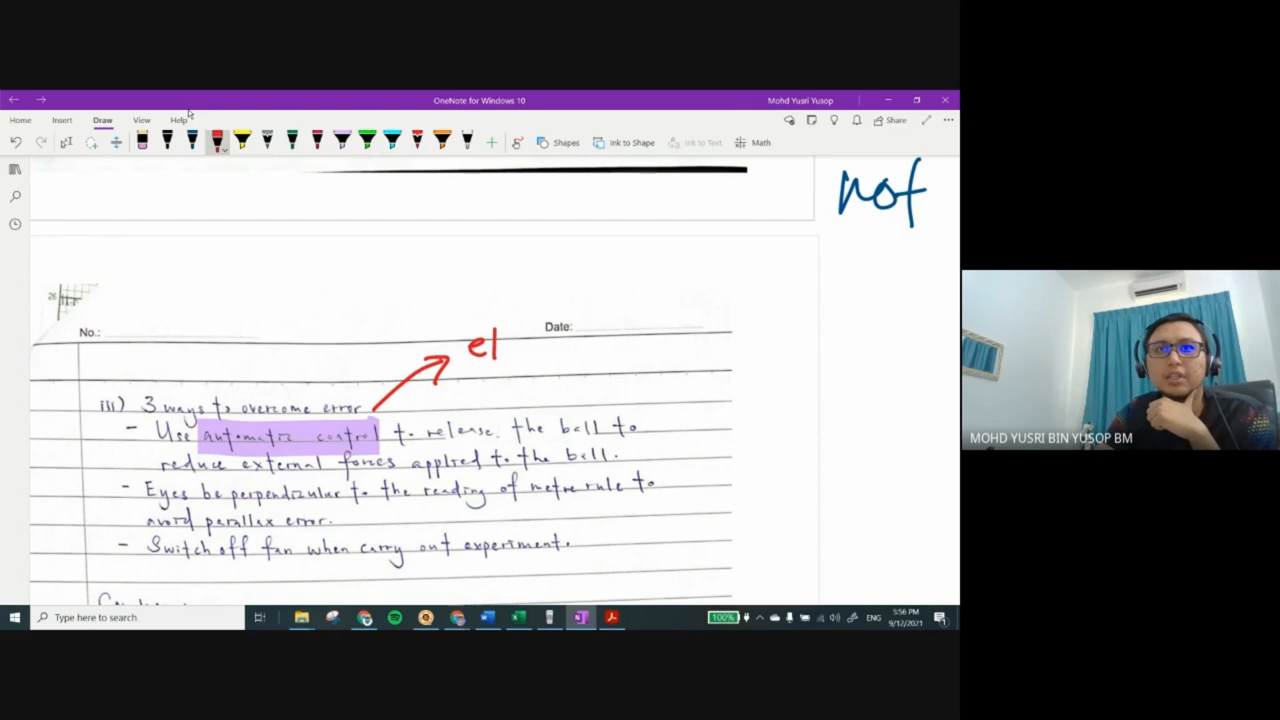 OneNote for Windows 10
Mohd Yusri Yusop
Home Insert Draw View Help
Share
Shapes Ink to Shape Ink to Text Math
not
26
No.:
Date:
el
iii) 3 ways to overcome error
- Use automatic control to release the ball to
reduce external forces applied to the ball.
- Eyes be perpendicular to the reading of metre rule to
avoid parallax error.
- Switch off fan when carry out experiment.
MOHD YUSRI BIN YUSOP BM
Type here to search
100%
ENG
5:56 PM
9/12/2021